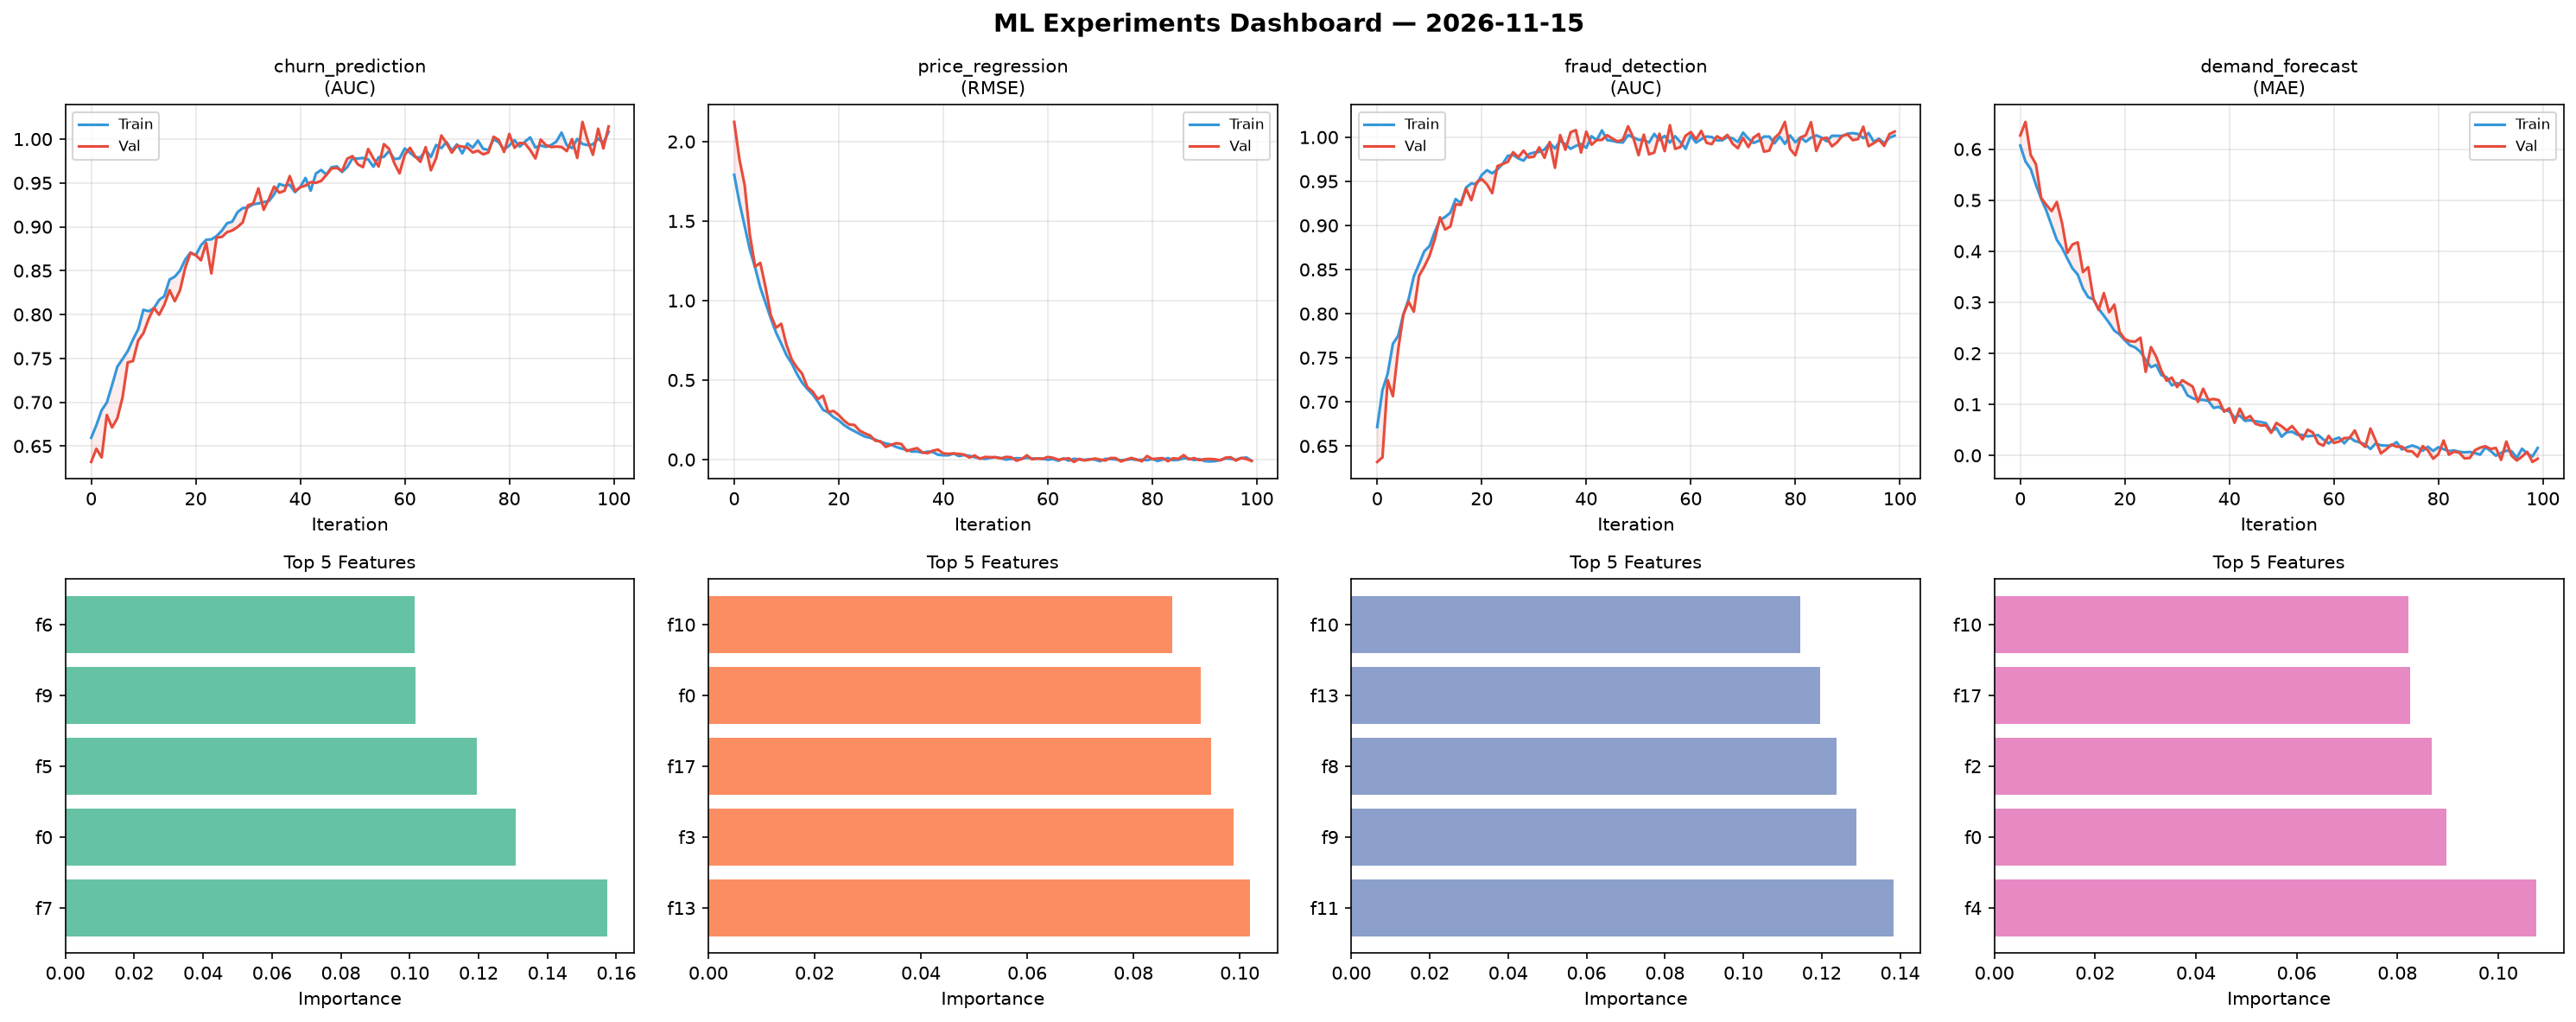 ML Experiments Dashboard — 2026-11-15
churn_prediction
(AUC)
Train
Val
1.00
0.95
0.90
0.85
0.80
0.75
0.70
0.65
0 20 40 60 80 100
Iteration
price_regression
(RMSE)
Train
Val
2.0
1.5
1.0
0.5
0.0
0 20 40 60 80 100
Iteration
fraud_detection
(AUC)
Train
Val
1.00
0.95
0.90
0.85
0.80
0.75
0.70
0.65
0 20 40 60 80 100
Iteration
demand_forecast
(MAE)
Train
Val
0.6
0.5
0.4
0.3
0.2
0.1
0.0
0 20 40 60 80 100
Iteration
Top 5 Features
f6
f9
f5
f0
f7
0.00 0.02 0.04 0.06 0.08 0.10 0.12 0.14 0.16
Importance
Top 5 Features
f10
f0
f17
f3
f13
0.00 0.02 0.04 0.06 0.08 0.10
Importance
Top 5 Features
f10
f13
f8
f9
f11
0.00 0.02 0.04 0.06 0.08 0.10 0.12 0.14
Importance
Top 5 Features
f10
f17
f2
f0
f4
0.00 0.02 0.04 0.06 0.08 0.10
Importance